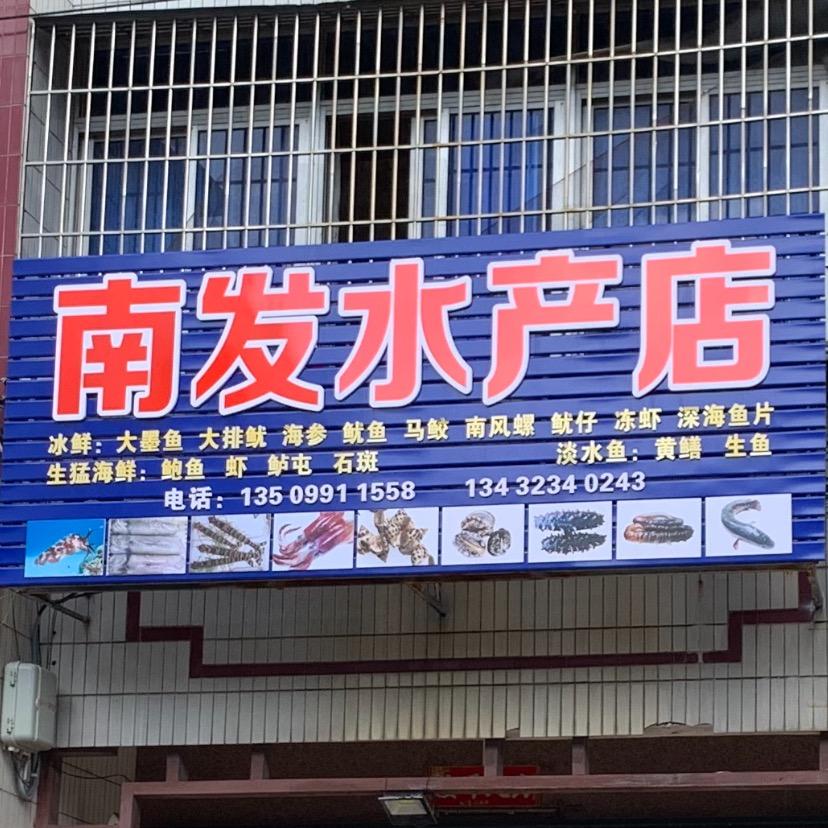 南发水产店
冰鲜：大墨鱼 大排鱿 海参 鱿鱼 马鲛 南风螺 鱿仔 冻虾 深海鱼片
生猛海鲜：鲍鱼 虾 鲈屯 石斑 淡水鱼：黄鳝 生鱼
电话：135 0991 1558 134 3234 0243